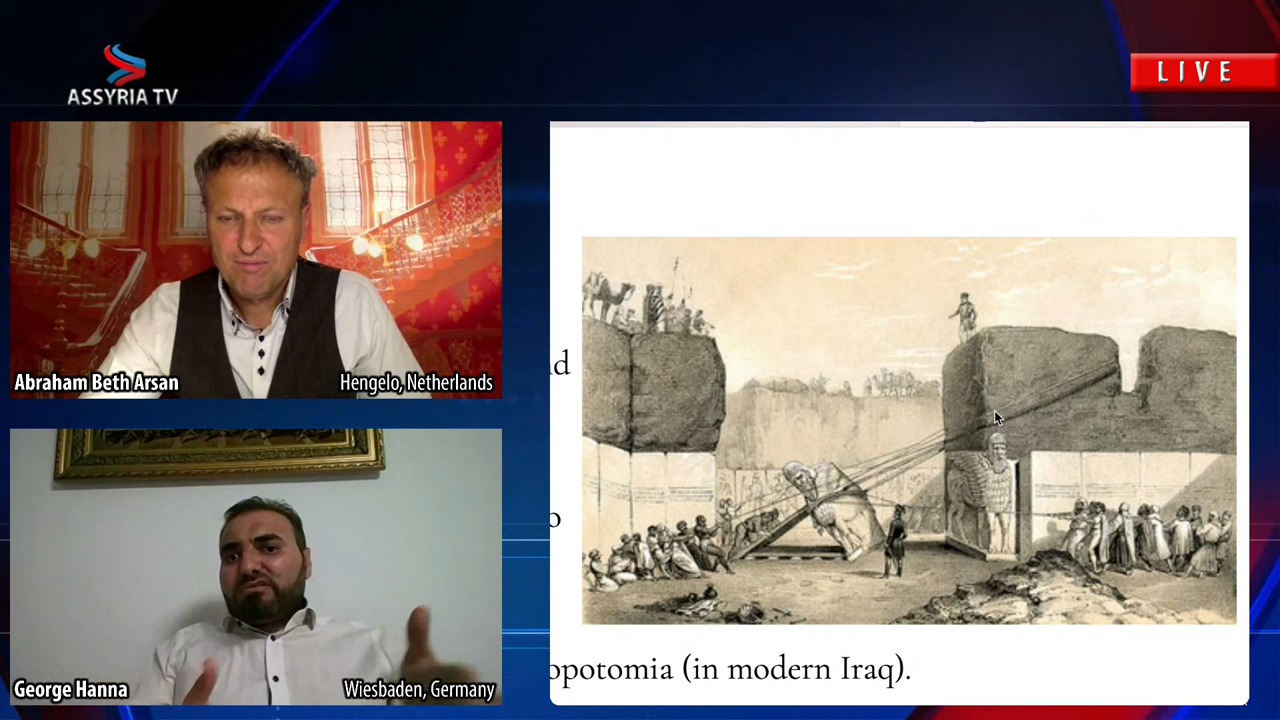 ASSYRIA TV
LIVE
Abraham Beth Arsan
Hengelo, Netherlands
George Hanna
Wiesbaden, Germany
opotomia (in modern Iraq).